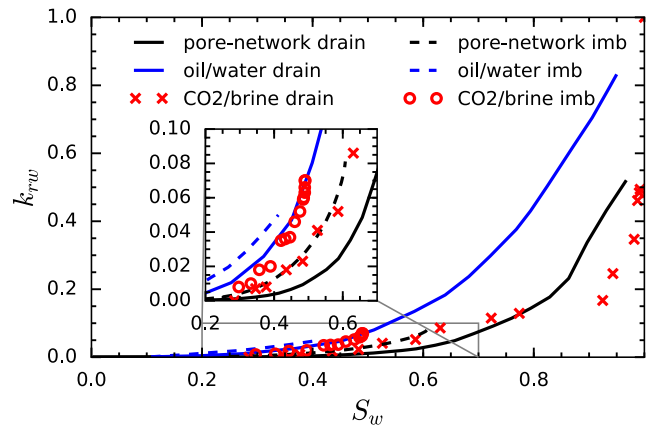 1.0
pore-network drain
pore-network imb
oil/water drain
oil/water imb
CO2/brine drain
CO2/brine imb
0.8
0.6
0.4
0.2
0.0
k_{rw}
0.10
0.08
0.06
0.04
0.02
0.00
0.2 0.4 0.6
0.0 0.2 0.4 0.6 0.8
S_w